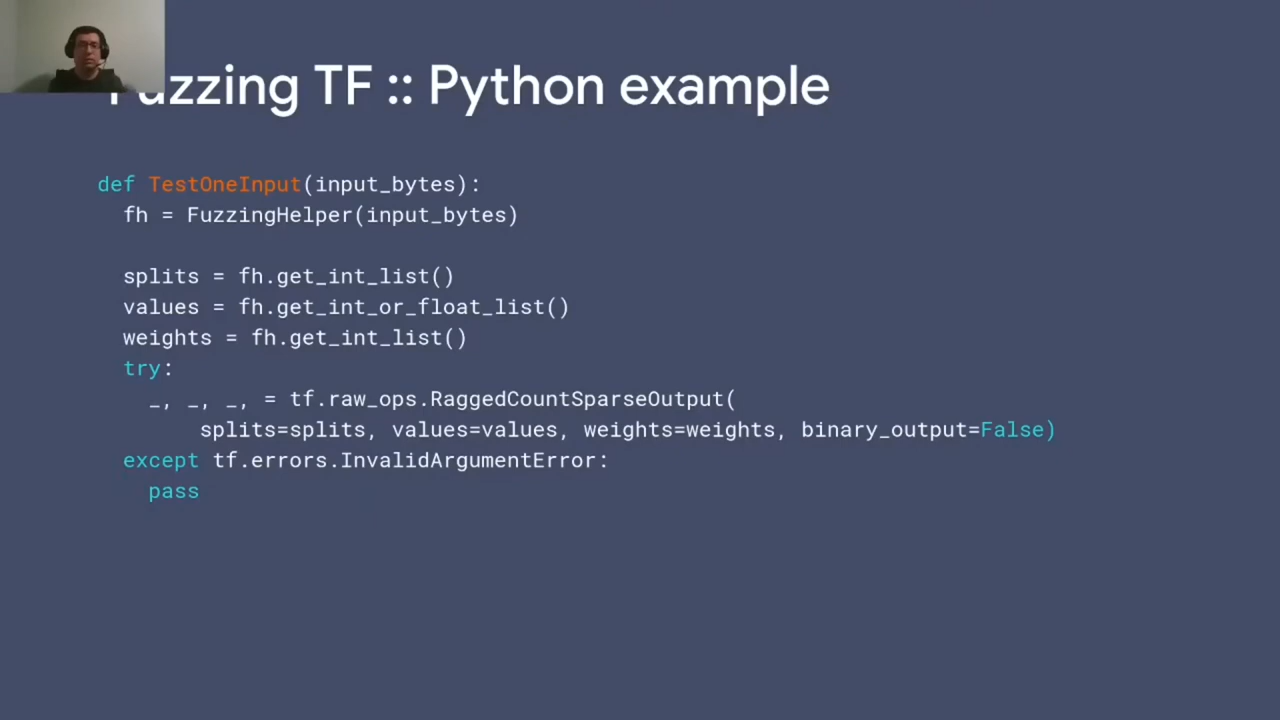 Fuzzing TF :: Python example
def TestOneInput(input_bytes):
fh = FuzzingHelper(input_bytes)
splits = fh.get_int_list()
values = fh.get_int_or_float_list()
weights = fh.get_int_list()
try:
_, _, _, = tf.raw_ops.RaggedCountSparseOutput(
splits=splits, values=values, weights=weights, binary_output=False)
except tf.errors.InvalidArgumentError:
pass